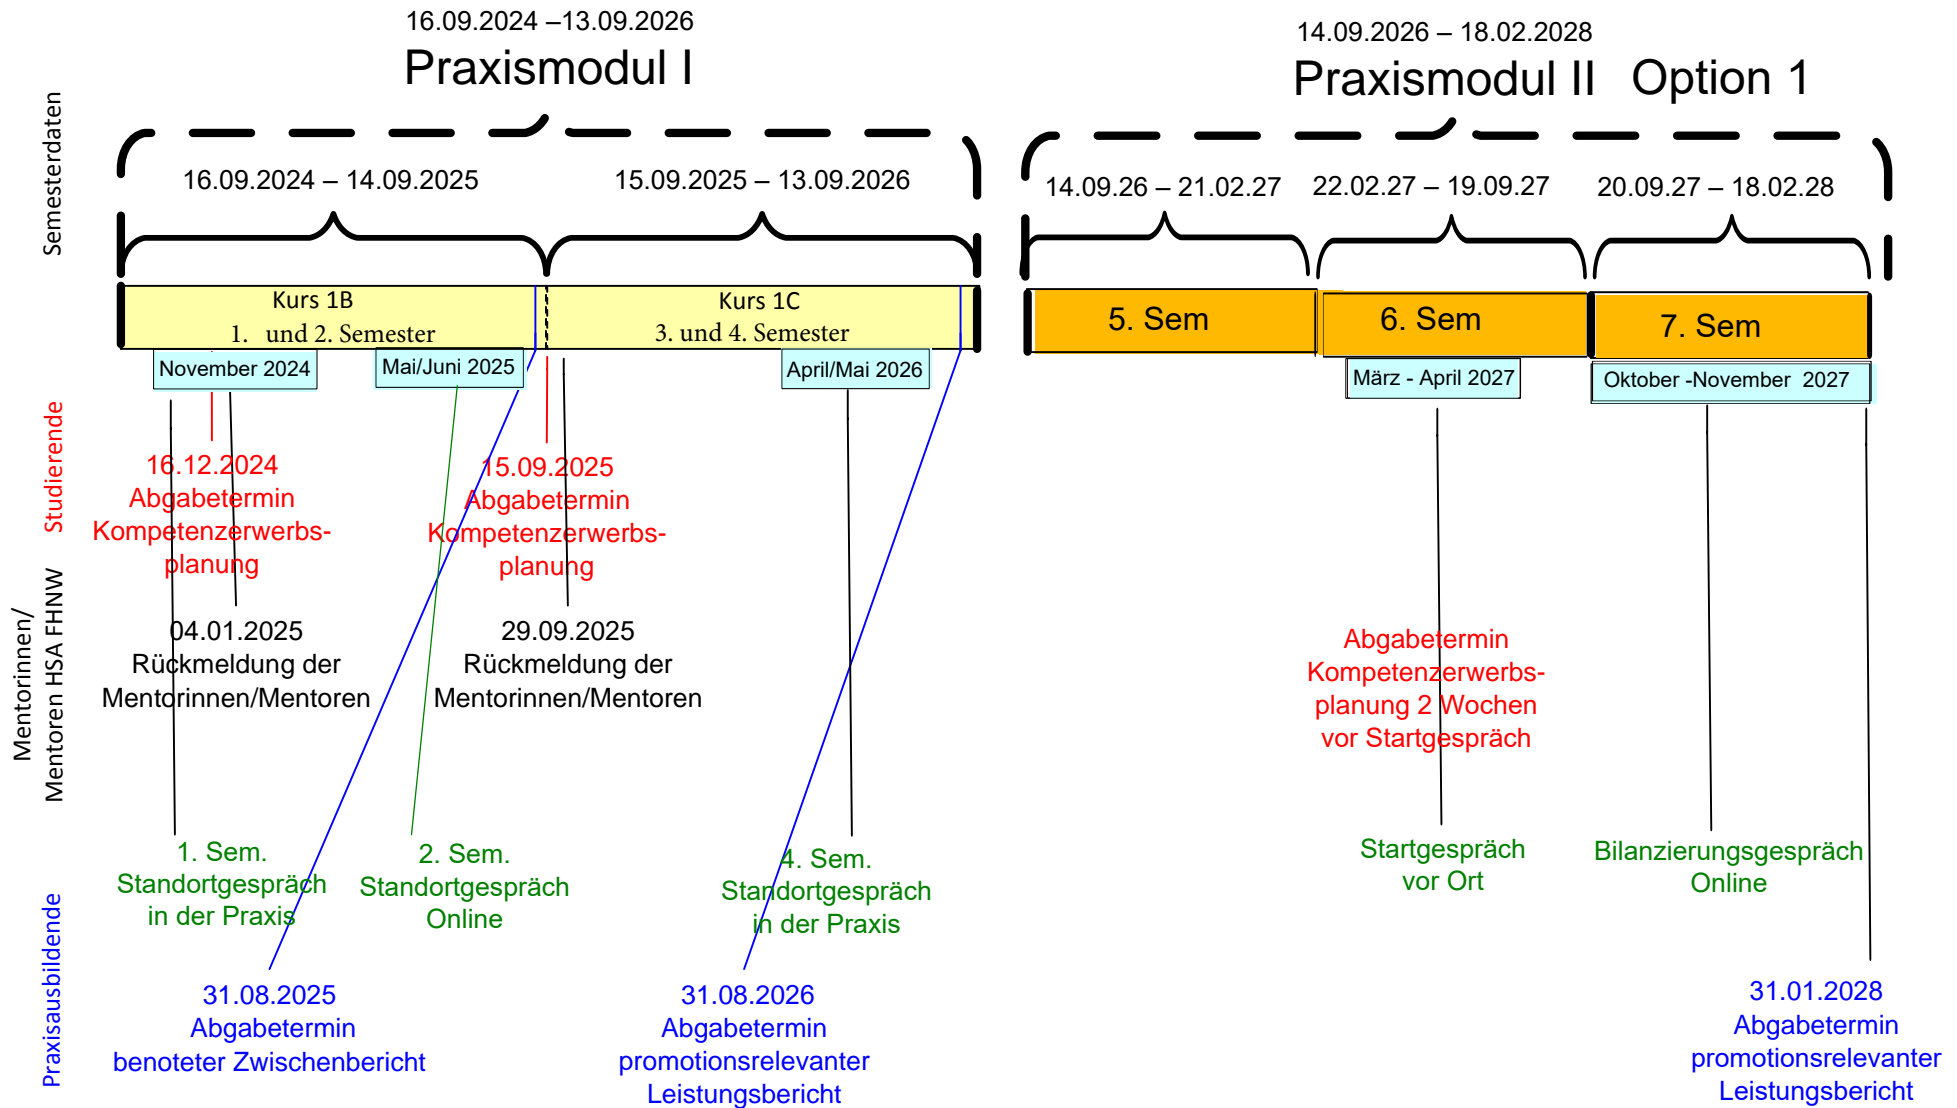 16.09.2024 –13.09.2026
Praxismodul I
14.09.2026 – 18.02.2028
Praxismodul II   Option 1
Semesterdaten
16.09.2024 – 14.09.2025
15.09.2025 – 13.09.2026
14.09.26 – 21.02.27
22.02.27 – 19.09.27
20.09.27 – 18.02.28
Kurs 1B
1. und 2. Semester
Kurs 1C
3. und 4. Semester
5. Sem
6. Sem
7. Sem
November 2024
Mai/Juni 2025
April/Mai 2026
März - April 2027
Oktober -November 2027
Studierende
16.12.2024
Abgabetermin
Kompetenzerwerbs-
planung
15.09.2025
Abgabetermin
Kompetenzerwerbs-
planung
Abgabetermin
Kompetenzerwerbs-
planung 2 Wochen
vor Startgespräch
Mentorinnen/
Mentoren HSA FHNW
04.01.2025
Rückmeldung der
Mentorinnen/Mentoren
29.09.2025
Rückmeldung der
Mentorinnen/Mentoren
1. Sem.
Standortgespräch
in der Praxis
2. Sem.
Standortgespräch
Online
4. Sem.
Standortgespräch
in der Praxis
Startgespräch
vor Ort
Bilanzierungsgespräch
Online
Praxisausbildende
31.08.2025
Abgabetermin
benoteter Zwischenbericht
31.08.2026
Abgabetermin
promotionsrelevanter
Leistungsbericht
31.01.2028
Abgabetermin
promotionsrelevanter
Leistungsbericht